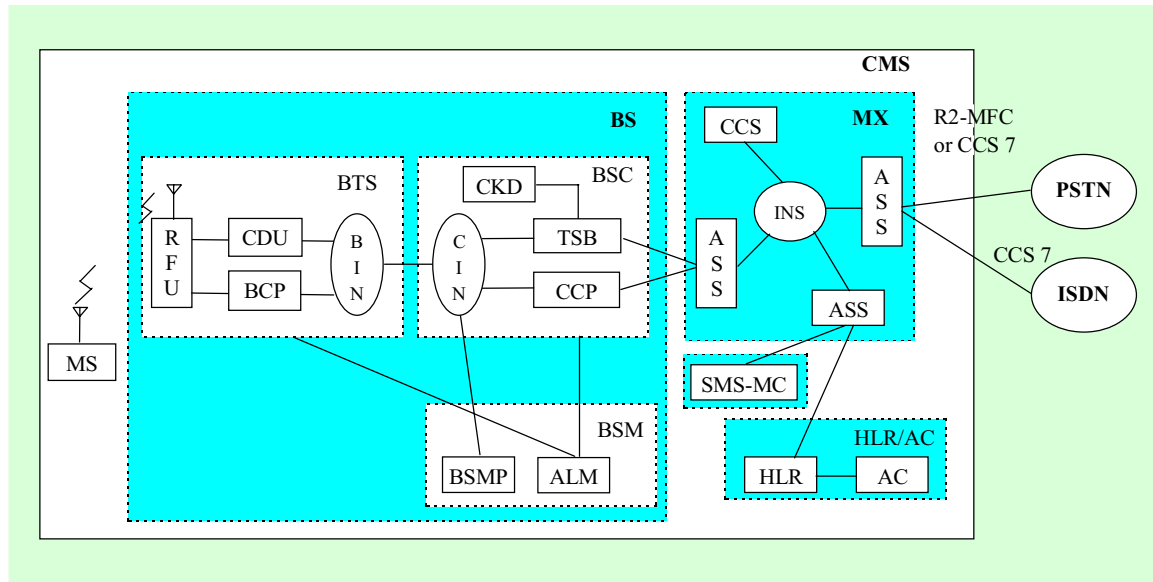 CMS
BS
MX
R2-MFC
or CCS 7
CCS
BTS
BSC
CKD
A
S
S
PSTN
R
F
U
CDU
BCP
B
I
N
C
I
N
TSB
CCP
A
S
S
INS
CCS 7
ISDN
ASS
MS
SMS-MC
BSM
BSMP
ALM
HLR/AC
HLR
AC